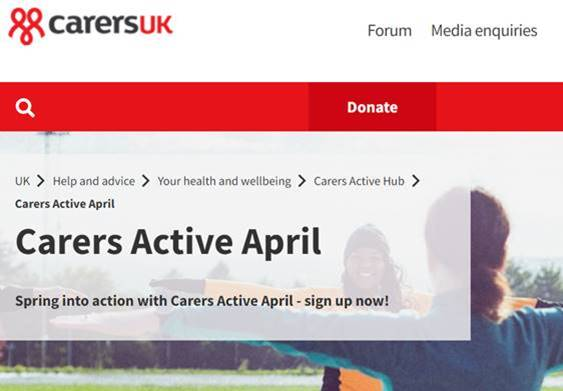 carersUK
Forum Media enquiries
Donate
UK > Help and advice > Your health and wellbeing > Carers Active Hub >
Carers Active April
Carers Active April
Spring into action with Carers Active April - sign up now!